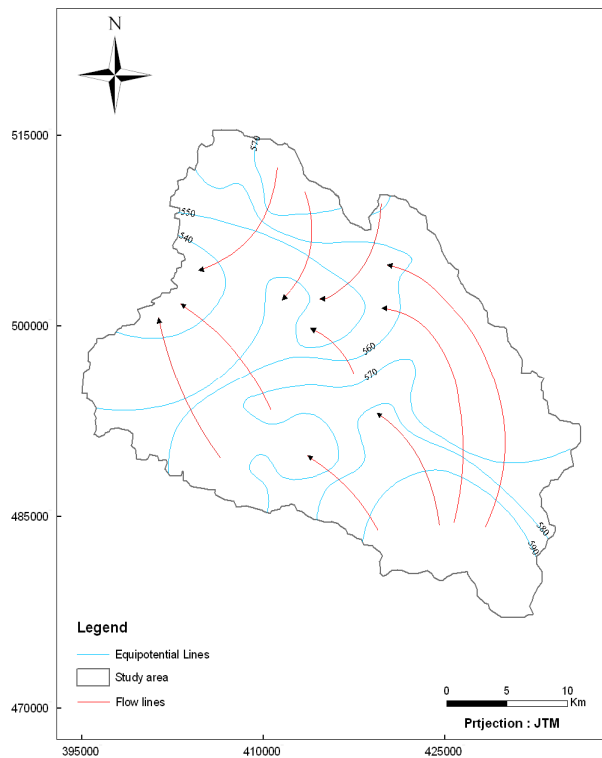 N
515000
500000
485000
470000
395000
410000
425000
570
550
540
560
570
580
590
Legend
Equipotential Lines
Study area
Flow lines
0 5 10
Km
Prtjection : JTM